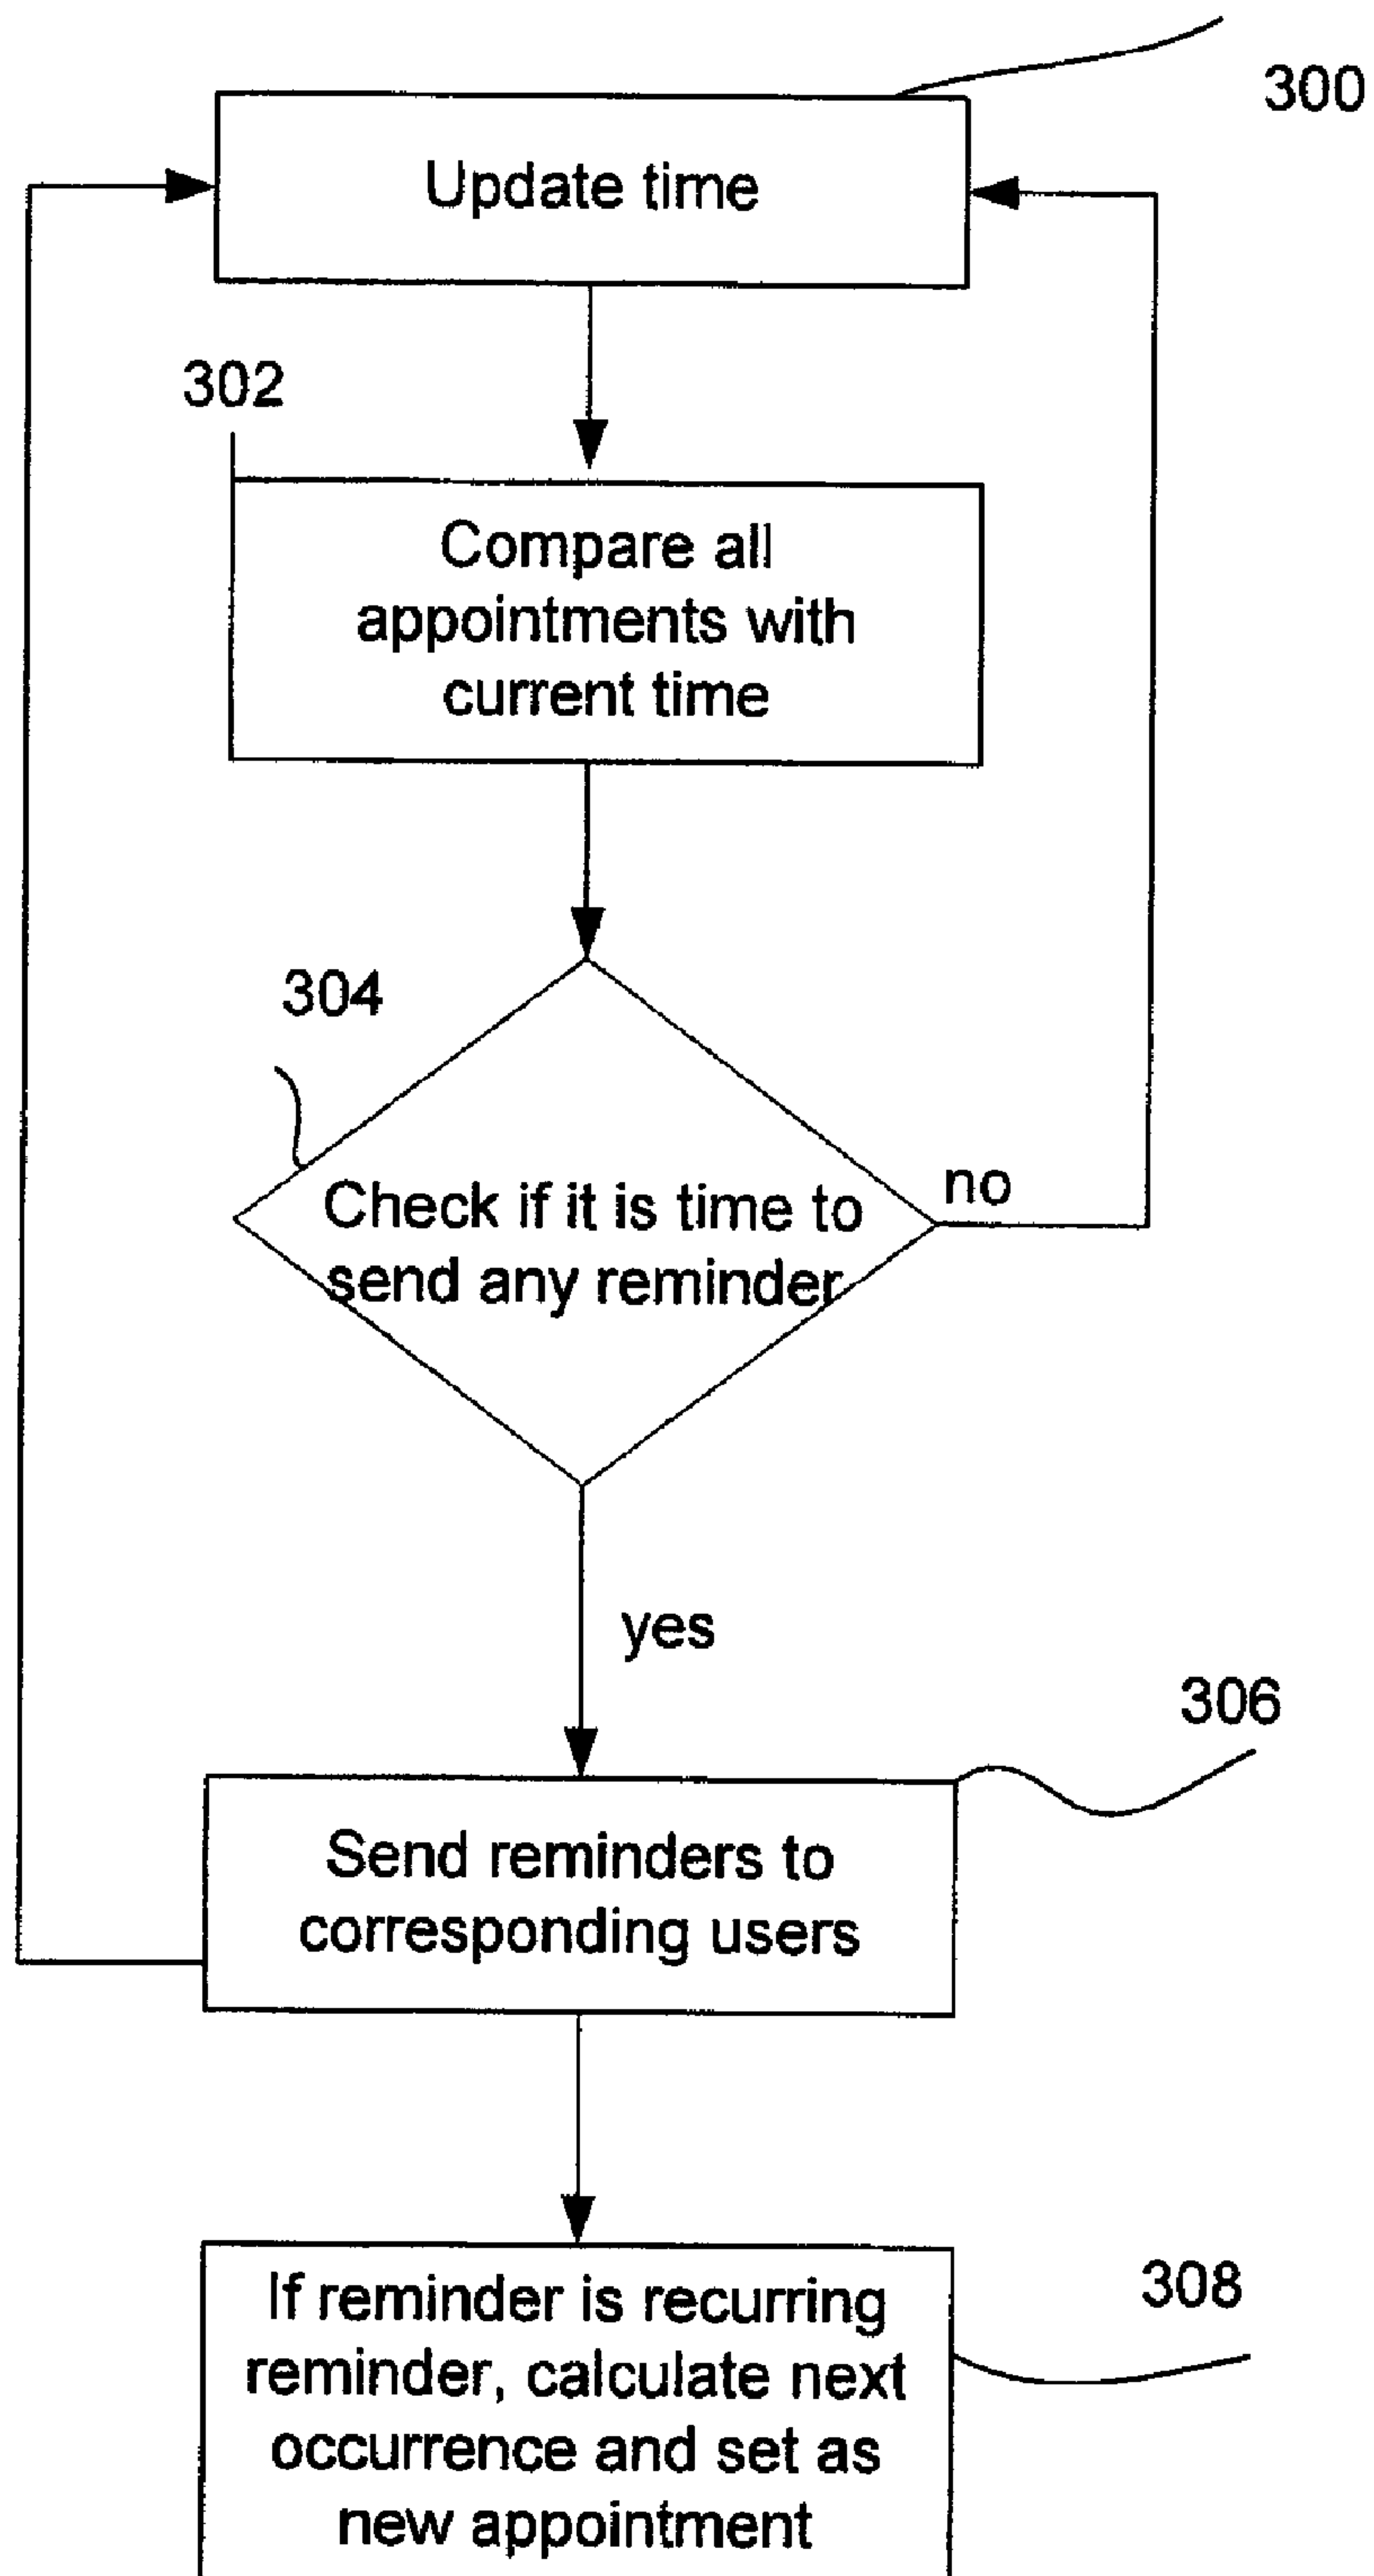 300
Update time
302
Compare all
appointments with
current time
304
Check if it is time to
send any reminder
no
yes
306
Send reminders to
corresponding users
308
If reminder is recurring
reminder, calculate next
occurrence and set as
new appointment